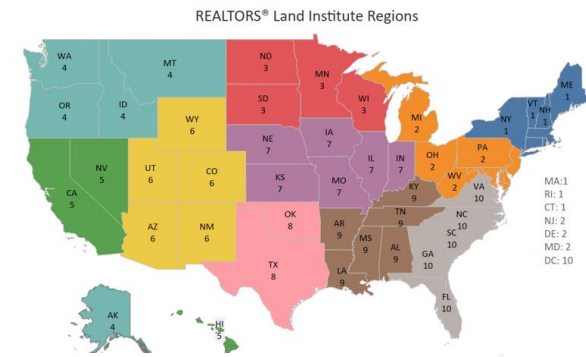 REALTORS® Land Institute Regions
WA
4
MT
4
ND
3
MN
3
ME
1
OR
4
ID
4
SD
3
WI
3
VT
1
NH
1
NY
1
MI
2
WY
6
NE
7
IA
7
IL
7
IN
7
OH
2
PA
2
WV
2
VA
10
NV
5
CA
5
UT
6
CO
6
KS
7
MO
7
KY
9
MA:1
RI: 1
CT: 1
NJ: 2
DE: 2
MD: 2
DC: 10
AZ
6
NM
6
OK
8
TX
8
AR
9
TN
9
NC
10
SC
10
MS
9
AL
9
GA
10
LA
9
FL
10
AK
4
HI
5